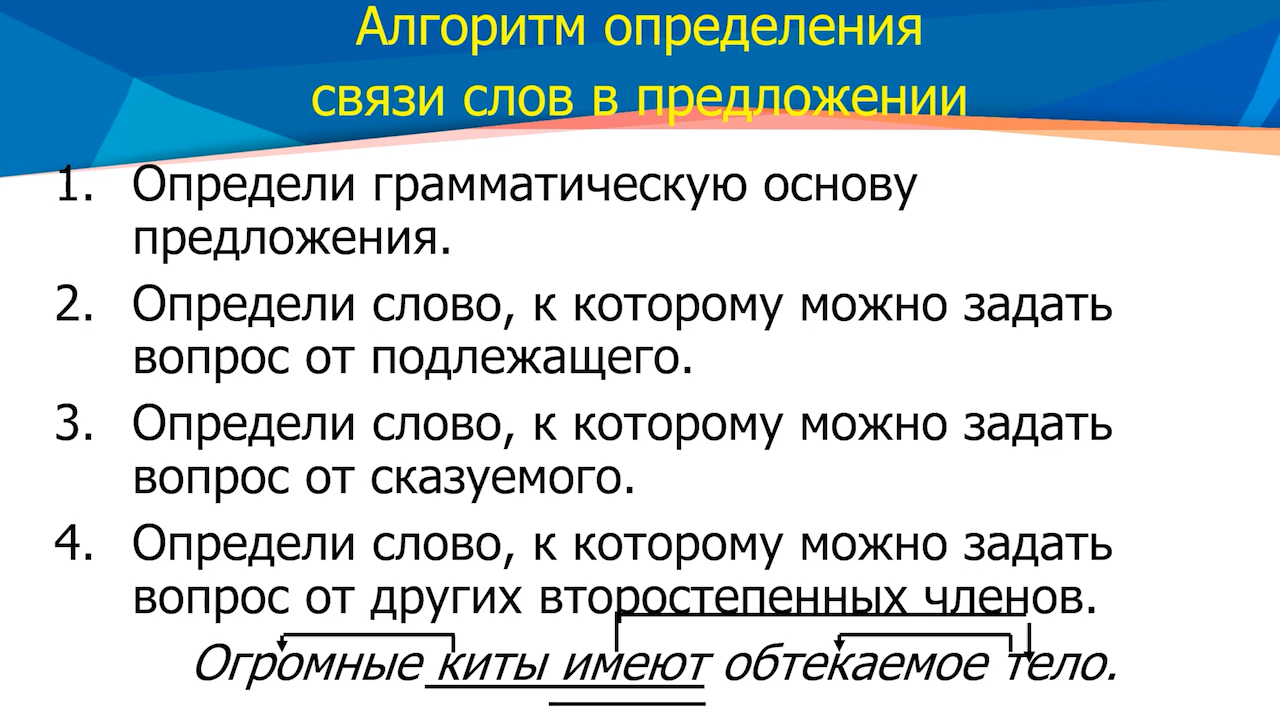 Алгоритм определения
связи слов в предложении
1. Определи грамматическую основу
предложения.
2. Определи слово, к которому можно задать
вопрос от подлежащего.
3. Определи слово, к которому можно задать
вопрос от сказуемого.
4. Определи слово, к которому можно задать
вопрос от других второстепенных членов.
Огромные киты имеют обтекаемое тело.